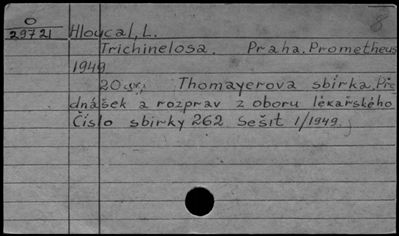 O
29721
8
Hloucal, L.
Trichinelosa. Praha. Prometheus
1949
20 Thomayerova sbírka. Pře
dnášek a rozprav z oboru lékařského
Číslo sbírky 262 sešit 1/1949.